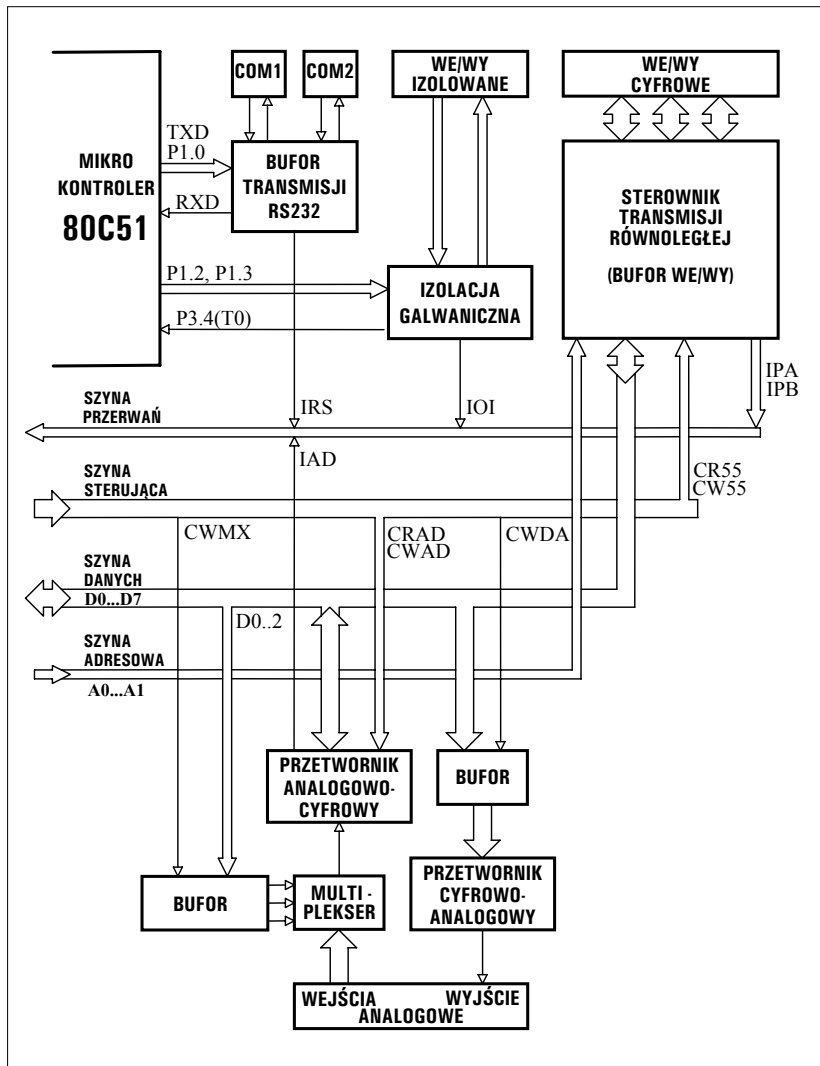 COM1
COM2
WE/WY
IZOLOWANE
WE/WY
CYFROWE
MIKRO
KONTROLER
80C51
TXD
P1.0
RXD
BUFOR
TRANSMISJI
RS232
STEROWNIK
TRANSMISJI
RÓWNOLEGŁEJ
(BUFOR WE/WY)
P1.2, P1.3
P3.4(T0)
IZOLACJA
GALWANICZNA
IPA
IPB
SZYNA
PRZERWAŃ
IRS
IOI
IAD
SZYNA
STERUJĄCA
CR55
CW55
CWMX
CRAD
CWAD
CWDA
SZYNA
DANYCH
D0...D7
D0..2
SZYNA
ADRESOWA
A0...A1
PRZETWORNIK
ANALOGOWO-
CYFROWY
BUFOR
BUFOR
MULTI -
PLEKSER
PRZETWORNIK
CYFROWO-
ANALOGOWY
WEJŚCIA WYJŚCIE
ANALOGOWE